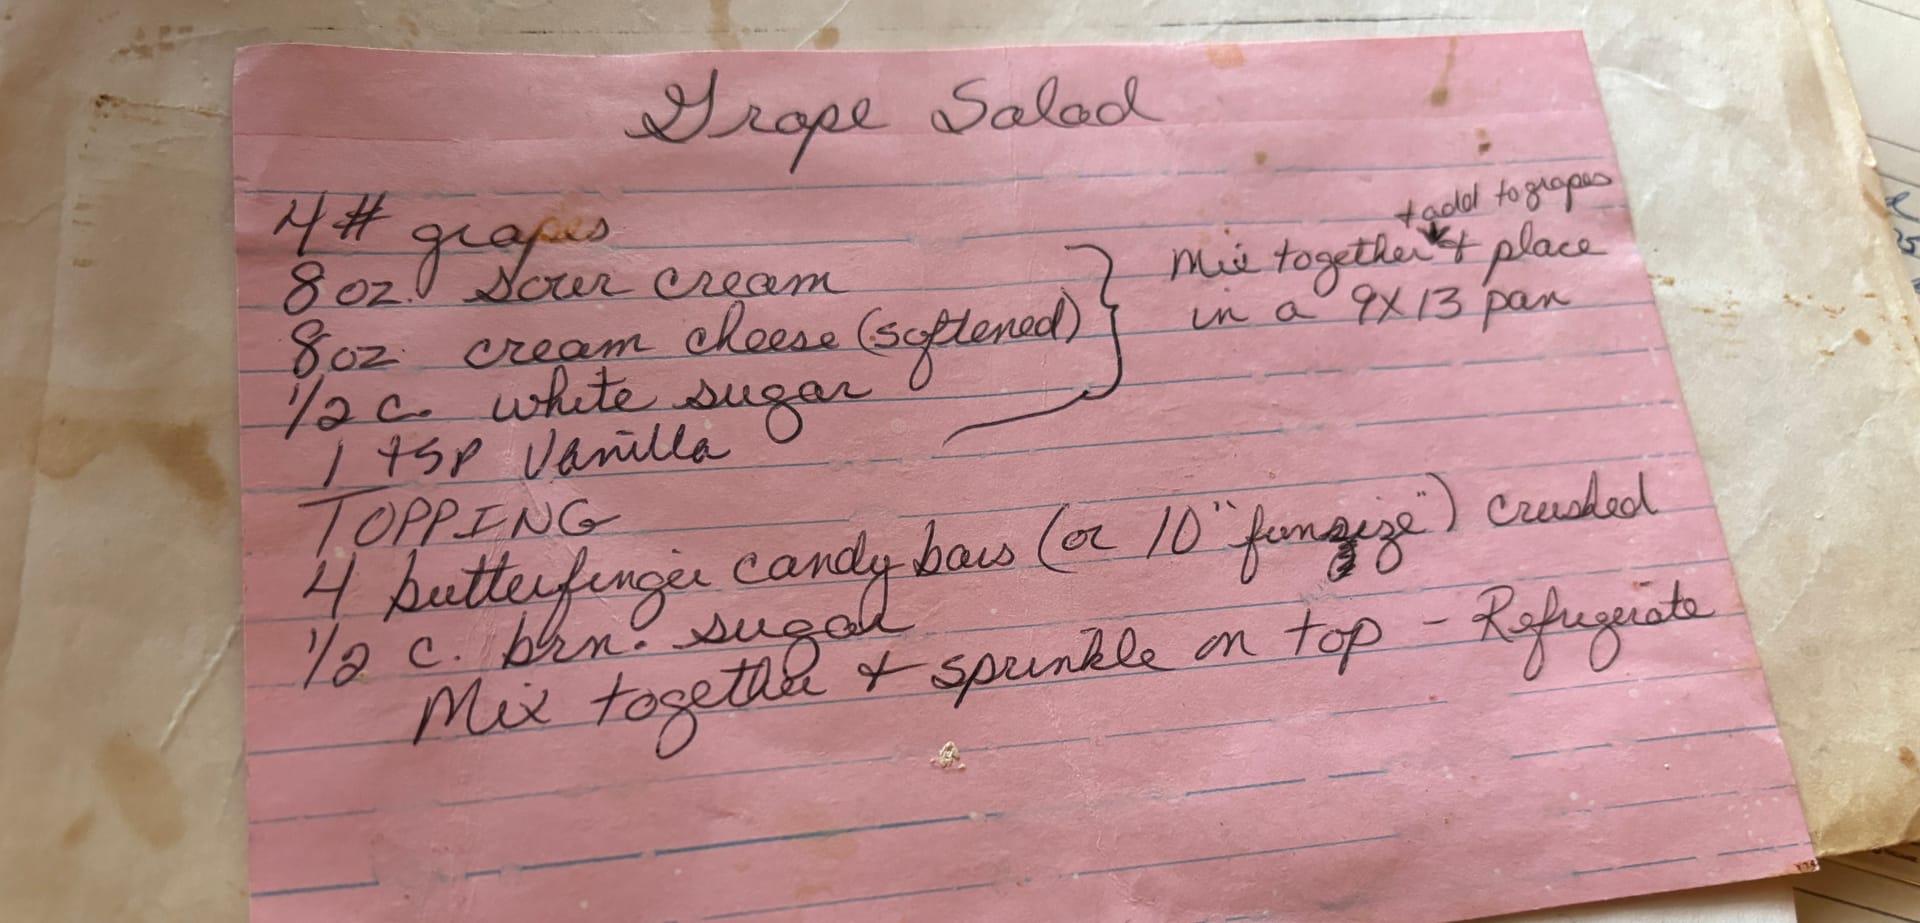 Grape Salad
4# grapes
8 oz. sour cream
8 oz. cream cheese (softened)
1/2 c. white sugar
1 tsp Vanilla
+ add to grapes
Mix together + place
in a 9X13 pan
TOPPING
4 butterfinger candy bars (or 10 "funsize") crushed
1/2 c. brn. sugar
Mix together + sprinkle on top - Refrigerate